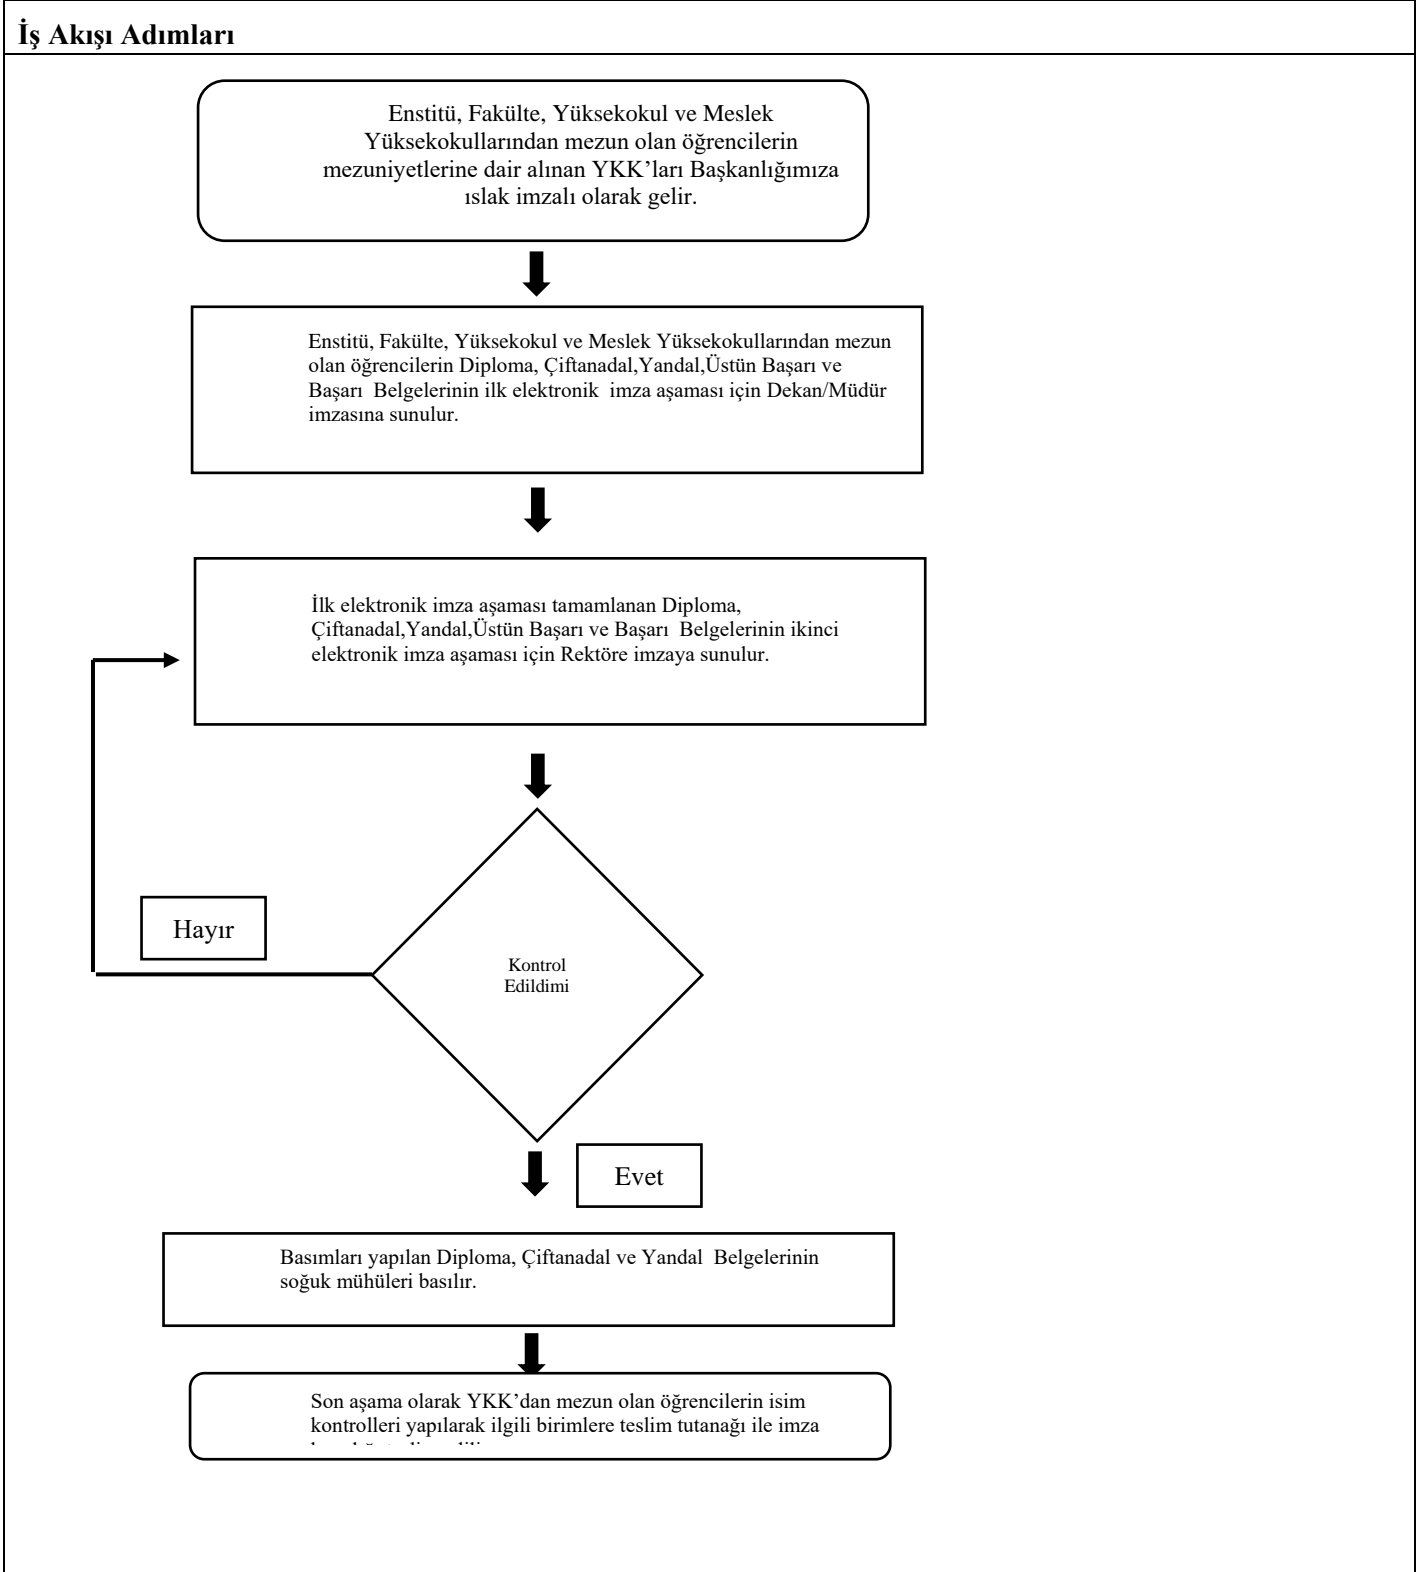 İş Akışı Adımları
Enstitü, Fakülte, Yüksekokul ve Meslek
Yüksekokullarından mezun olan öğrencilerin
mezuniyetlerine dair alınan YKK’ları Başkanlığımıza
ıslak imzalı olarak gelir.
Enstitü, Fakülte, Yüksekokul ve Meslek Yüksekokullarından mezun
olan öğrencilerin Diploma, Çiftanadal,Yandal,Üstün Başarı ve
Başarı  Belgelerinin ilk elektronik  imza aşaması için Dekan/Müdür
imzasına sunulur.
İlk elektronik imza aşaması tamamlanan Diploma,
Çiftanadal,Yandal,Üstün Başarı ve Başarı  Belgelerinin ikinci
elektronik imza aşaması için Rektöre imzaya sunulur.
Hayır
Kontrol
Edildimi
Evet
Basımları yapılan Diploma, Çiftanadal ve Yandal  Belgelerinin
soğuk mühüleri basılır.
Son aşama olarak YKK’dan mezun olan öğrencilerin isim
kontrolleri yapılarak ilgili birimlere teslim tutanağı ile imza